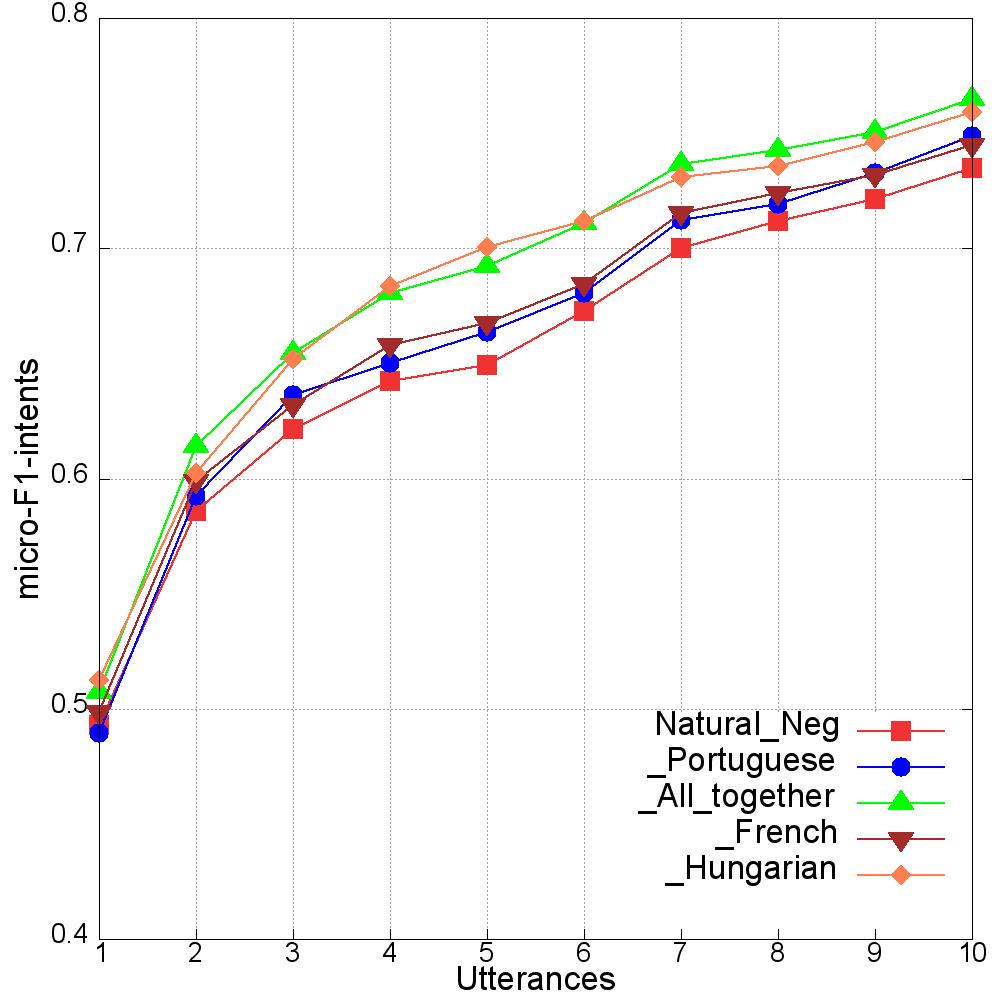 0.8
0.7
0.6
0.5
0.4
micro-F1-intents
Natural_Neg
_Portuguese
_All_together
_French
_Hungarian
1 2 3 4 5 6 7 8 9 10
Utterances